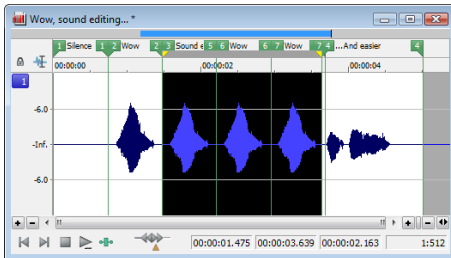 Wow, sound editing... *
1 Silence 1 2 Wow 2 3 Sound e 5 6 Wow 6 7 Wow 7 4 ...And easier 4
00:00:00 ,00:00:02 ,00:00:04
1
-6.0
-Inf.
-6.0
00:00:01.475 00:00:03.639 00:00:02.163 1:512